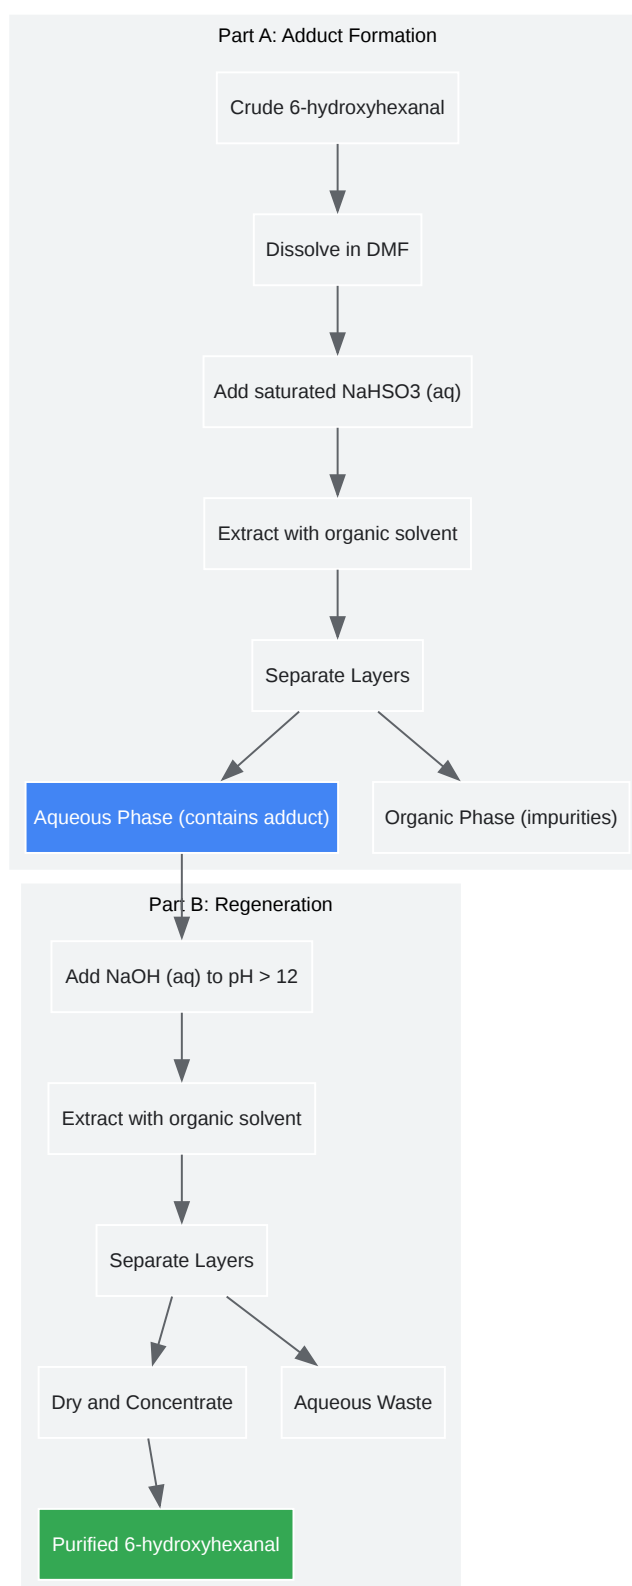 Part A: Adduct Formation
Crude 6-hydroxyhexanal
Dissolve in DMF
Add saturated NaHSO3 (aq)
Extract with organic solvent
Separate Layers
Aqueous Phase (contains adduct)
Organic Phase (impurities)
Part B: Regeneration
Add NaOH (aq) to pH > 12
Extract with organic solvent
Separate Layers
Dry and Concentrate
Aqueous Waste
Purified 6-hydroxyhexanal